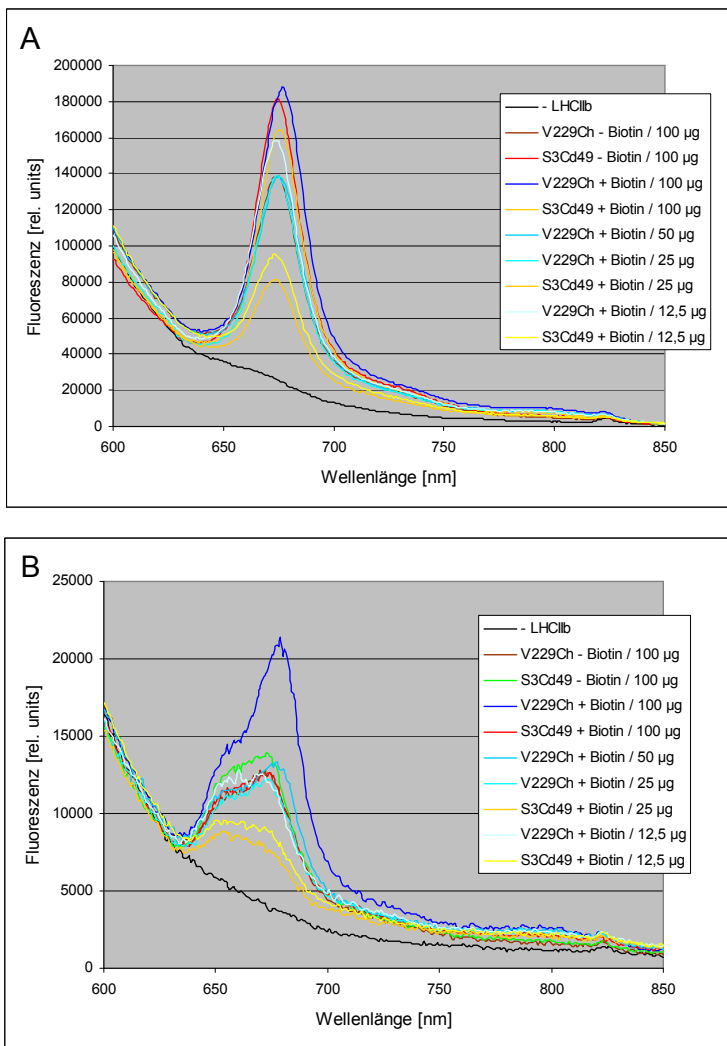 A
200000
180000
160000
140000
120000
100000
80000
60000
40000
20000
0
Fluoreszenz [rel. units]
600 650 700 750 800 850
Wellenlänge [nm]
- LHCIIb
V229Ch - Biotin / 100 µg
S3Cd49 - Biotin / 100 µg
V229Ch + Biotin / 100 µg
S3Cd49 + Biotin / 100 µg
V229Ch + Biotin / 50 µg
V229Ch + Biotin / 25 µg
S3Cd49 + Biotin / 25 µg
V229Ch + Biotin / 12,5 µg
S3Cd49 + Biotin / 12,5 µg
B
25000
20000
15000
10000
5000
0
Fluoreszenz [rel. units]
600 650 700 750 800 850
Wellenlänge [nm]
- LHCIIb
V229Ch - Biotin / 100 µg
S3Cd49 - Biotin / 100 µg
V229Ch + Biotin / 100 µg
S3Cd49 + Biotin / 100 µg
V229Ch + Biotin / 50 µg
V229Ch + Biotin / 25 µg
S3Cd49 + Biotin / 25 µg
V229Ch + Biotin / 12,5 µg
S3Cd49 + Biotin / 12,5 µg